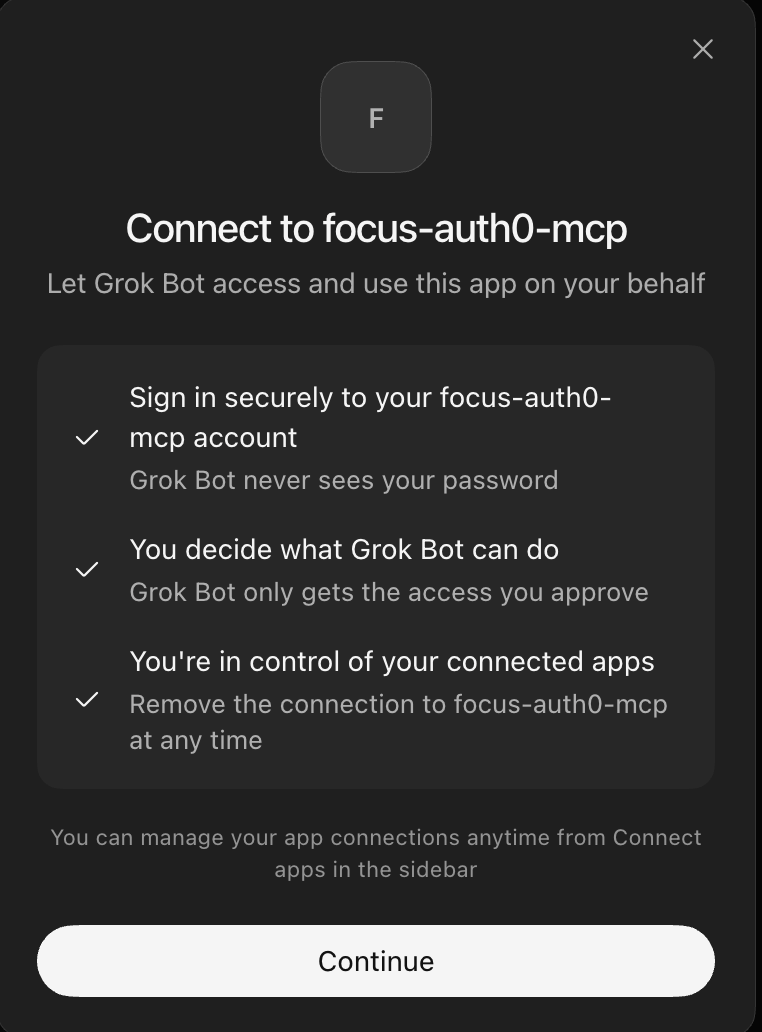 F
Connect to focus-auth0-mcp
Let Grok Bot access and use this app on your behalf
Sign in securely to your focus-auth0-
mcp account
Grok Bot never sees your password
You decide what Grok Bot can do
Grok Bot only gets the access you approve
You're in control of your connected apps
Remove the connection to focus-auth0-mcp
at any time
You can manage your app connections anytime from Connect
apps in the sidebar
Continue